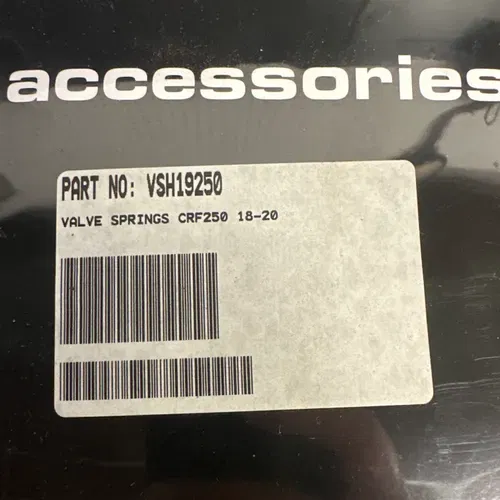 accessories
PART NO: VSH19250
VALVE SPRINGS CRF250 18-20